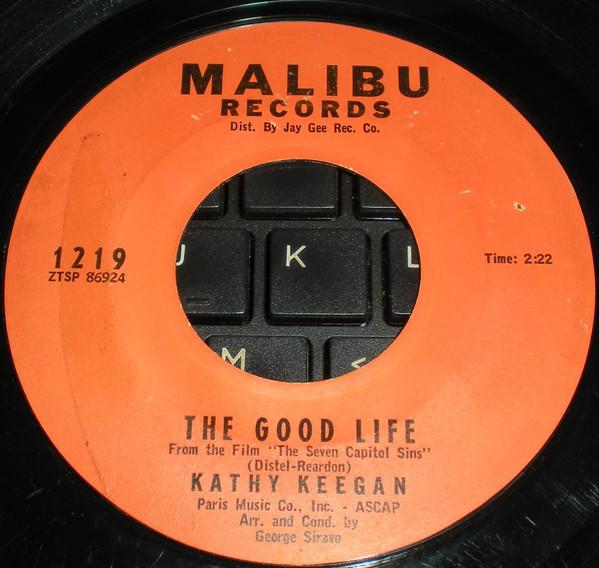 MALIBU
RECORDS
Dist. By Jay Gee Rec. Co.
1219
ZTSP 86924
Time: 2:22
J
K
L
M
<
THE GOOD LIFE
From the Film "The Seven Capitol Sins"
(Distel-Reardon)
KATHY KEEGAN
Paris Music Co., Inc. - ASCAP
Arr. and Cond. by
George Siravo